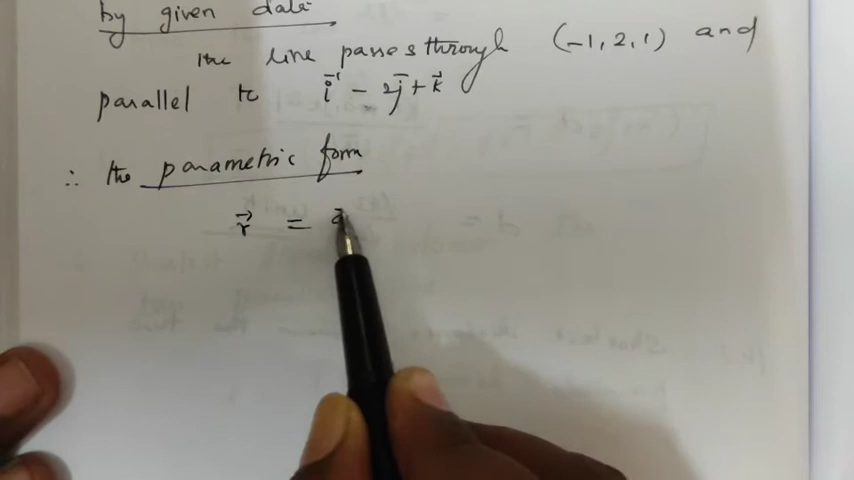 by given data
the line passes through (-1, 2, 1) and
parallel to i⃗ - 2j⃗ + k⃗
∴ the parametric form
r⃗ = a⃗